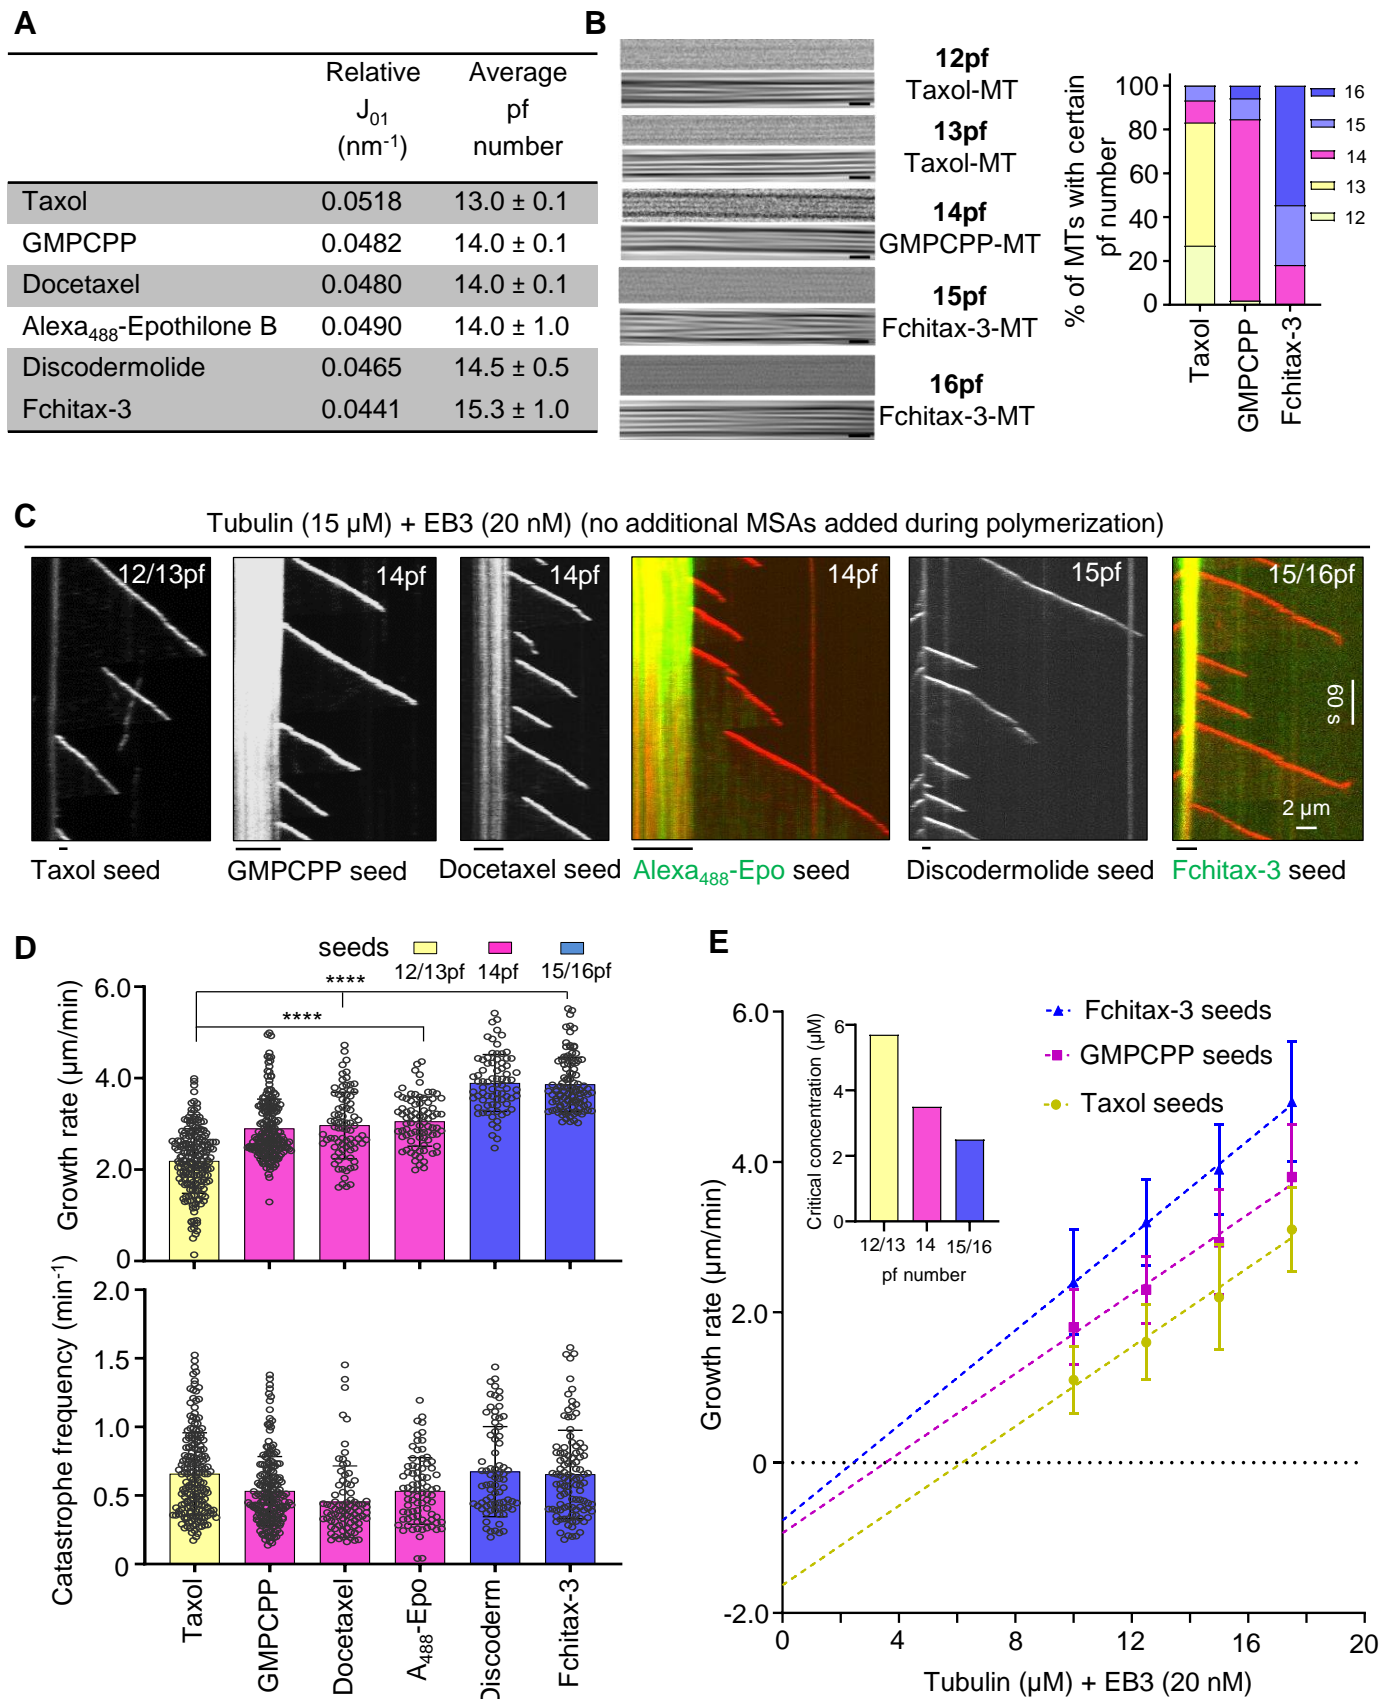 A
Relative J₀₁ (nm⁻¹)
Average pf number
Taxol 0.0518 13.0 ± 0.1
GMPCPP 0.0482 14.0 ± 0.1
Docetaxel 0.0480 14.0 ± 0.1
Alexa₄₈₈-Epothilone B 0.0490 14.0 ± 1.0
Discodermolide 0.0465 14.5 ± 0.5
Fchitax-3 0.0441 15.3 ± 1.0
B
12pf
Taxol-MT
13pf
Taxol-MT
14pf
GMPCPP-MT
15pf
Fchitax-3-MT
16pf
Fchitax-3-MT
% of MTs with certain
pf number
100
80
60
40
20
0
Taxol
GMPCPP
Fchitax-3
16
15
14
13
12
C
Tubulin (15 µM) + EB3 (20 nM) (no additional MSAs added during polymerization)
12/13pf
14pf
14pf
14pf
15pf
15/16pf
60 s
2 µm
Taxol seed
GMPCPP seed
Docetaxel seed
Alexa₄₈₈-Epo seed
Discodermolide seed
Fchitax-3 seed
D
seeds
12/13pf
14pf
15/16pf
****
****
Growth rate (µm/min)
6.0
4.0
2.0
0
Catastrophe frequency (min⁻¹)
2.0
1.5
1.0
0.5
0
Taxol
GMPCPP
Docetaxel
A₄₈₈-Epo
Discoderm
Fchitax-3
E
Fchitax-3 seeds
GMPCPP seeds
Taxol seeds
Critical concentration (µM)
6
4
2
0
12/13
14
15/16
pf number
Growth rate (µm/min)
6.0
4.0
2.0
0
-2.0
0
4
8
12
16
20
Tubulin (µM) + EB3 (20 nM)